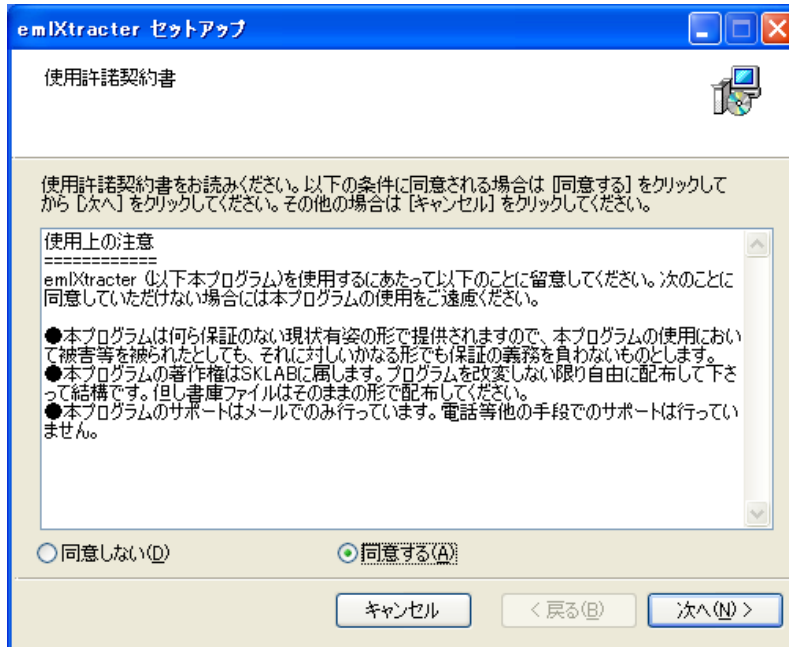 emlXtracter セットアップ
使用許諾契約書
使用許諾契約書をお読みください。以下の条件に同意される場合は [同意する] をクリックして
から [次へ] をクリックしてください。その他の場合は [キャンセル] をクリックしてください。
使用上の注意
============
emlXtracter (以下本プログラム)を使用するにあたって以下のことに留意してください。次のことに
同意していただけない場合には本プログラムの使用をご遠慮ください。
●本プログラムは何ら保証のない現状有姿の形で提供されますので、本プログラムの使用におい
て被害等を被られたとしても、それに対しいかなる形でも保証の義務を負わないものとします。
●本プログラムの著作権はSKLABに属します。プログラムを改変しない限り自由に配布して下さ
って結構です。但し書庫ファイルはそのままの形で配布してください。
●本プログラムのサポートはメールでのみ行っています。電話等他の手段でのサポートは行ってい
ません。
同意しない(D) 同意する(A)
キャンセル < 戻る(B) 次へ(N) >